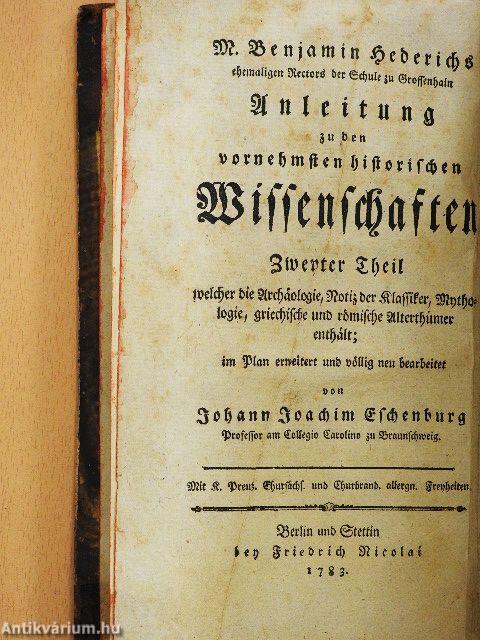 M. Benjamin Hederichs
ehemaligen Rectors der Schule zu Grossenhain
Anleitung
zu den
vornehmsten historischen
Wissenschaften
Zweyter Theil
welcher die Archäologie, Notiz der Klassiker, Mytho-
logie, griechische und römische Alterthümer
enthält;
im Plan erweitert und völlig neu bearbeitet
von
Johann Joachim Eschenburg
Professor am Collegio Carolino zu Braunschweig.
Mit K. Preuß. Chursächs. und Churbrand. allergn. Freyheiten.
Berlin und Stettin
bey Friedrich Nicolai
1783.
Antikvárium.hu